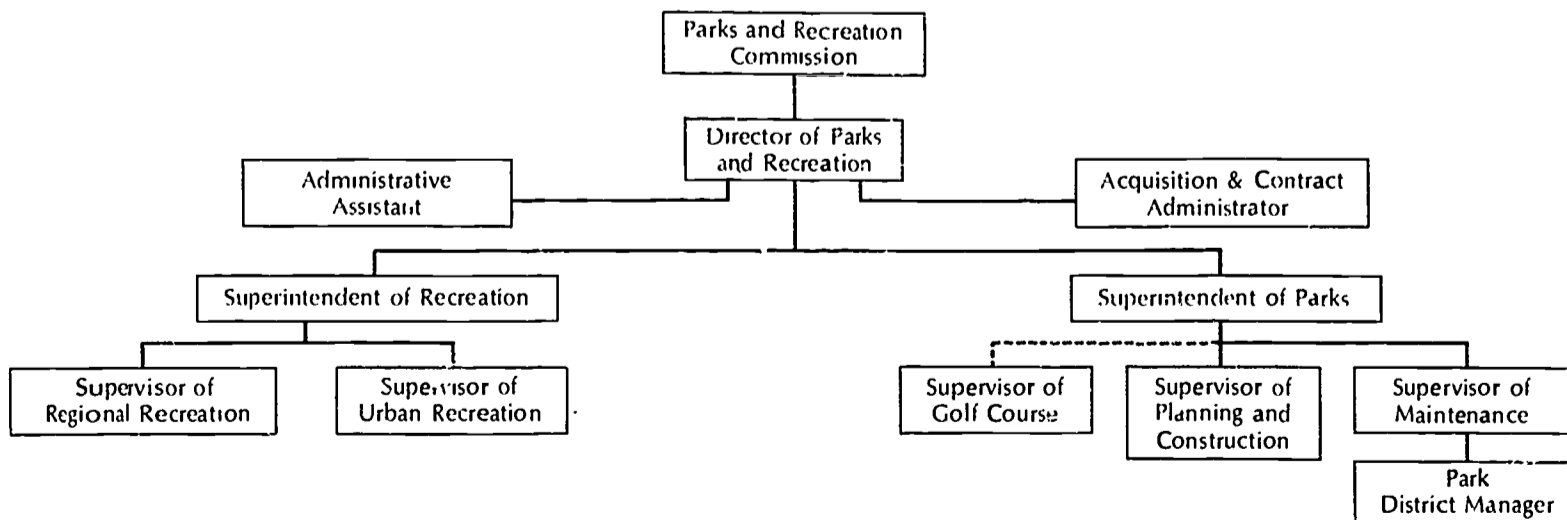 Parks and Recreation
Commission
Director of Parks
and Recreation
Administrative
Assistant
Acquisition & Contract
Administrator
Superintendent of Recreation
Superintendent of Parks
Supervisor of
Regional Recreation
Supervisor of
Urban Recreation
Supervisor of
Golf Course
Supervisor of
Planning and
Construction
Supervisor of
Maintenance
Park
District Manager